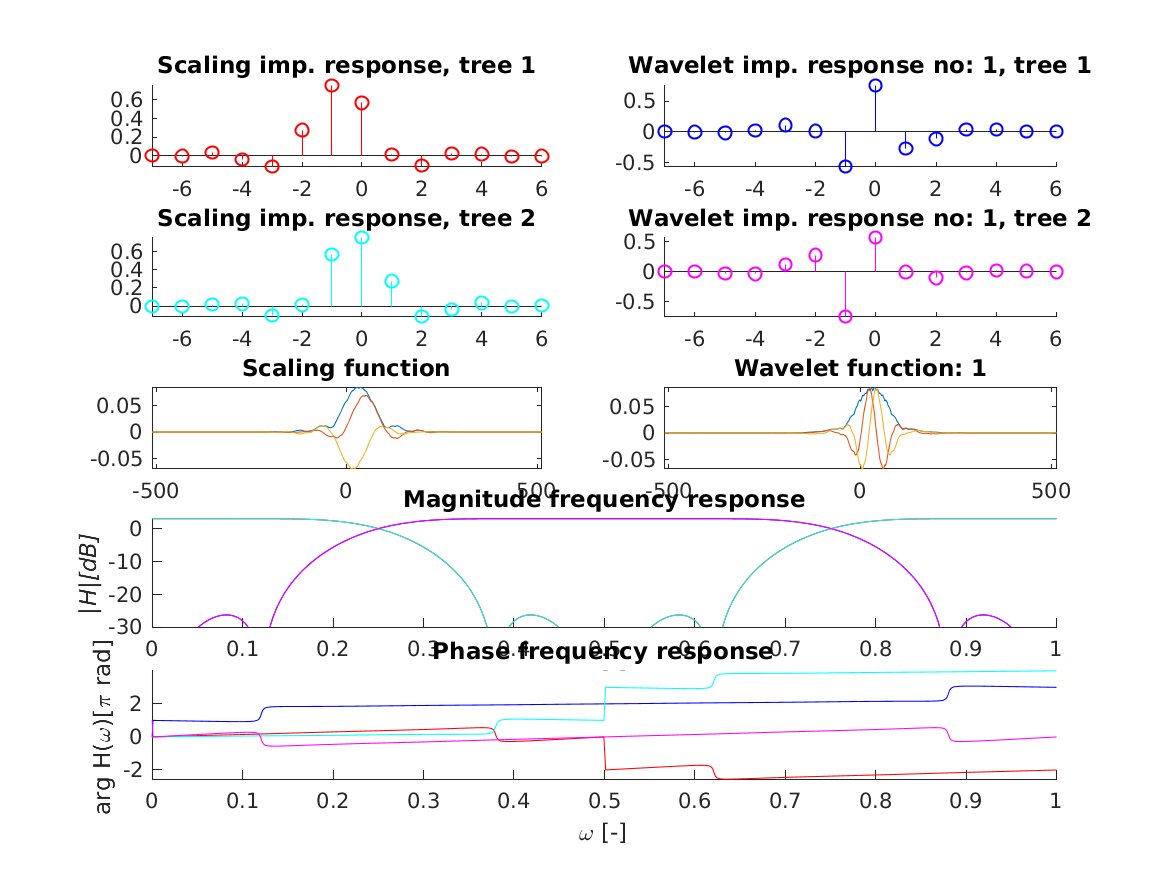 Scaling imp. response, tree 1
0.6
0.4
0.2
0
-6 -4 -2 0 2 4 6
Wavelet imp. response no: 1, tree 1
0.5
0
-0.5
-6 -4 -2 0 2 4 6
Scaling imp. response, tree 2
0.6
0.4
0.2
0
-6 -4 -2 0 2 4 6
Wavelet imp. response no: 1, tree 2
0.5
0
-0.5
-6 -4 -2 0 2 4 6
Scaling function
0.05
0
-0.05
-500 0 500
Wavelet function: 1
0.05
0
-0.05
-500 0 500
Magnitude frequency response
|H|[dB]
0
-10
-20
-30
0 0.1 0.2 0.3 0.4 0.5 0.6 0.7 0.8 0.9 1
Phase frequency response
arg H(ω)[π rad]
2
0
-2
0 0.1 0.2 0.3 0.4 0.5 0.6 0.7 0.8 0.9 1
ω [-]